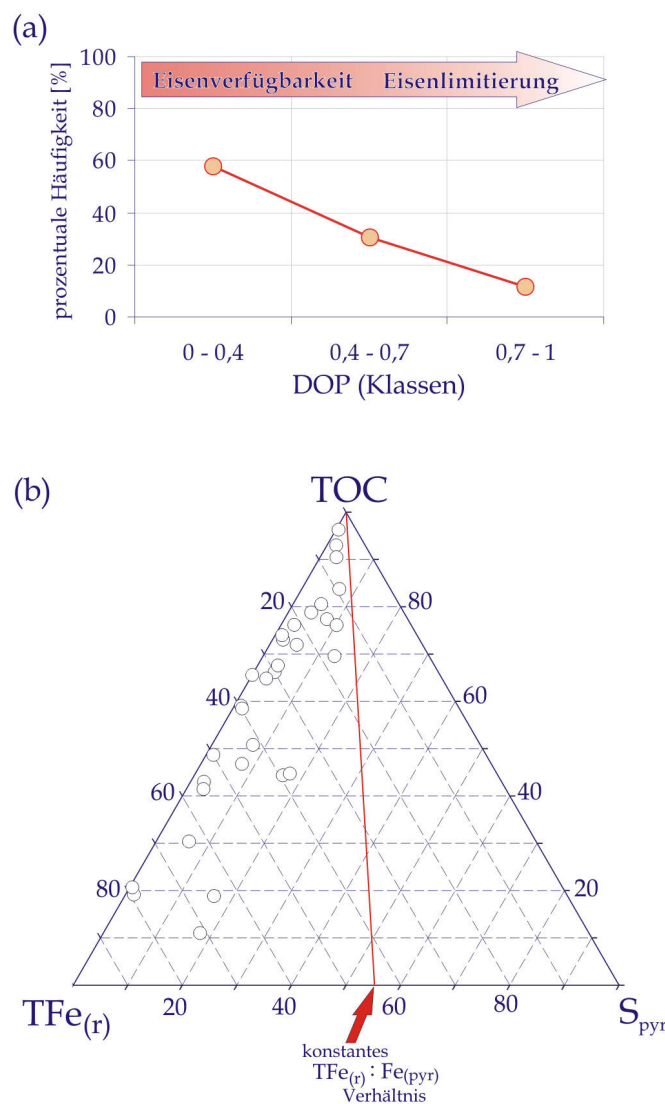 (a)
prozentuale Häufigkeit [%]
100
80
60
40
20
0
Eisenverfügbarkeit Eisenlimitierung
0 - 0,4 0,4 - 0,7 0,7 - 1
DOP (Klassen)
(b)
TOC
20 80
40 60
60 40
80 20
TFe(r) 20 40 60 80 Spyr
konstantes
TFe(r) : Fe(pyr)
Verhältnis